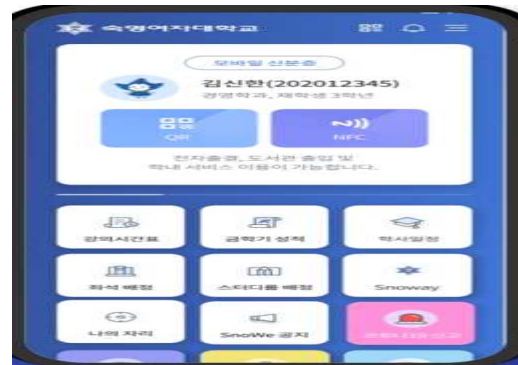 숙명여자대학교
모바일 신분증
김신한(202012345)
경영학과, 재학생 3학년
QR
NFC
전자출결, 도서관 출입 및
학내 서비스 이용이 가능합니다.
강의시간표
금학기 성적
학사일정
좌석 배정
스터디룸 배정
Snoway
나의 자리
SnoWe 공지